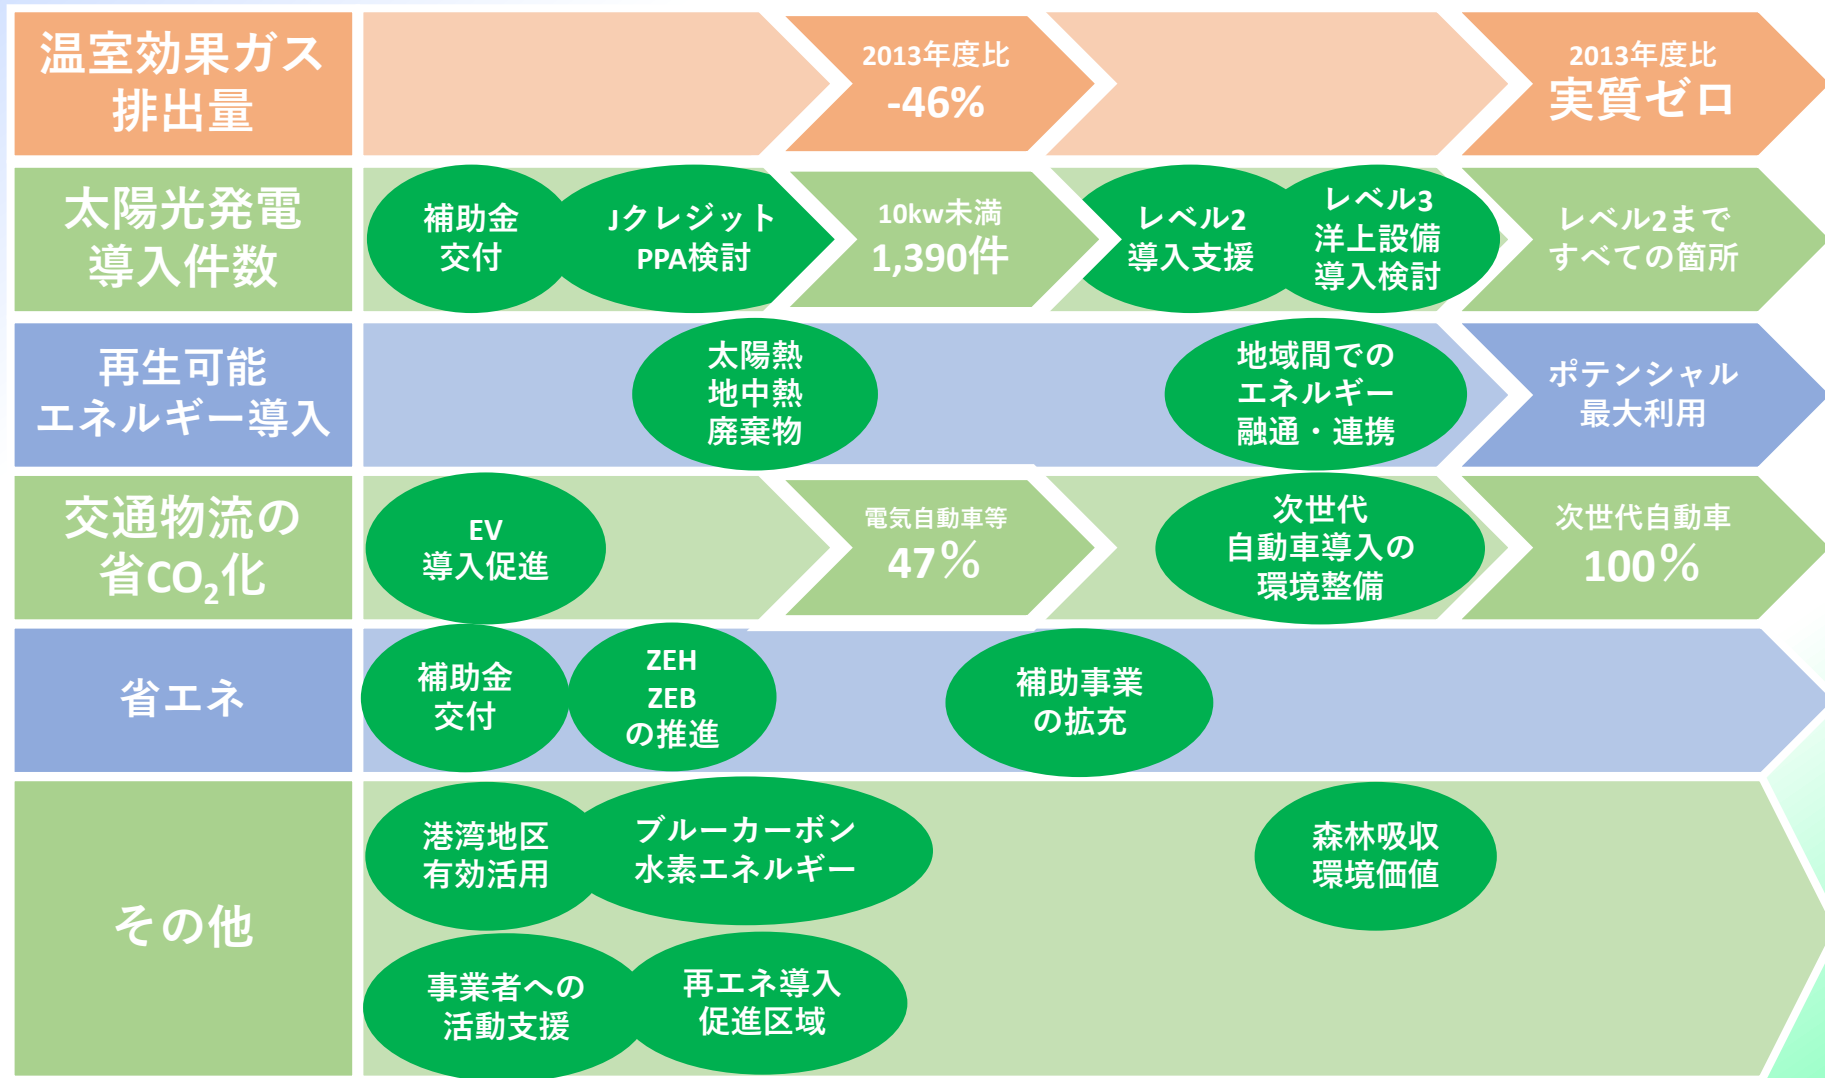 温室効果ガス
排出量
2013年度比
-46%
2013年度比
実質ゼロ
太陽光発電
導入件数
補助金
交付
Jクレジット
PPA検討
10kw未満
1,390件
レベル2
導入支援
レベル3
洋上設備
導入検討
レベル2まで
すべての箇所
再生可能
エネルギー導入
太陽熱
地中熱
廃棄物
地域間での
エネルギー
融通・連携
ポテンシャル
最大利用
交通物流の
省CO₂化
EV
導入促進
電気自動車等
47％
次世代
自動車導入の
環境整備
次世代自動車
100％
省エネ
補助金
交付
ZEH
ZEB
の推進
補助事業
の拡充
その他
港湾地区
有効活用
ブルーカーボン
水素エネルギー
森林吸収
環境価値
事業者への
活動支援
再エネ導入
促進区域